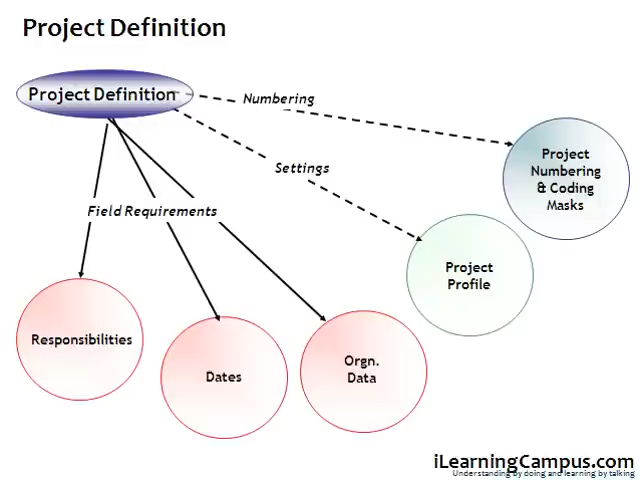 Project Definition
Project Definition
Numbering
Settings
Field Requirements
Project
Numbering
& Coding
Masks
Project
Profile
Responsibilities
Dates
Orgn.
Data
iLearningCampus.com
Understanding by doing and learning by talking